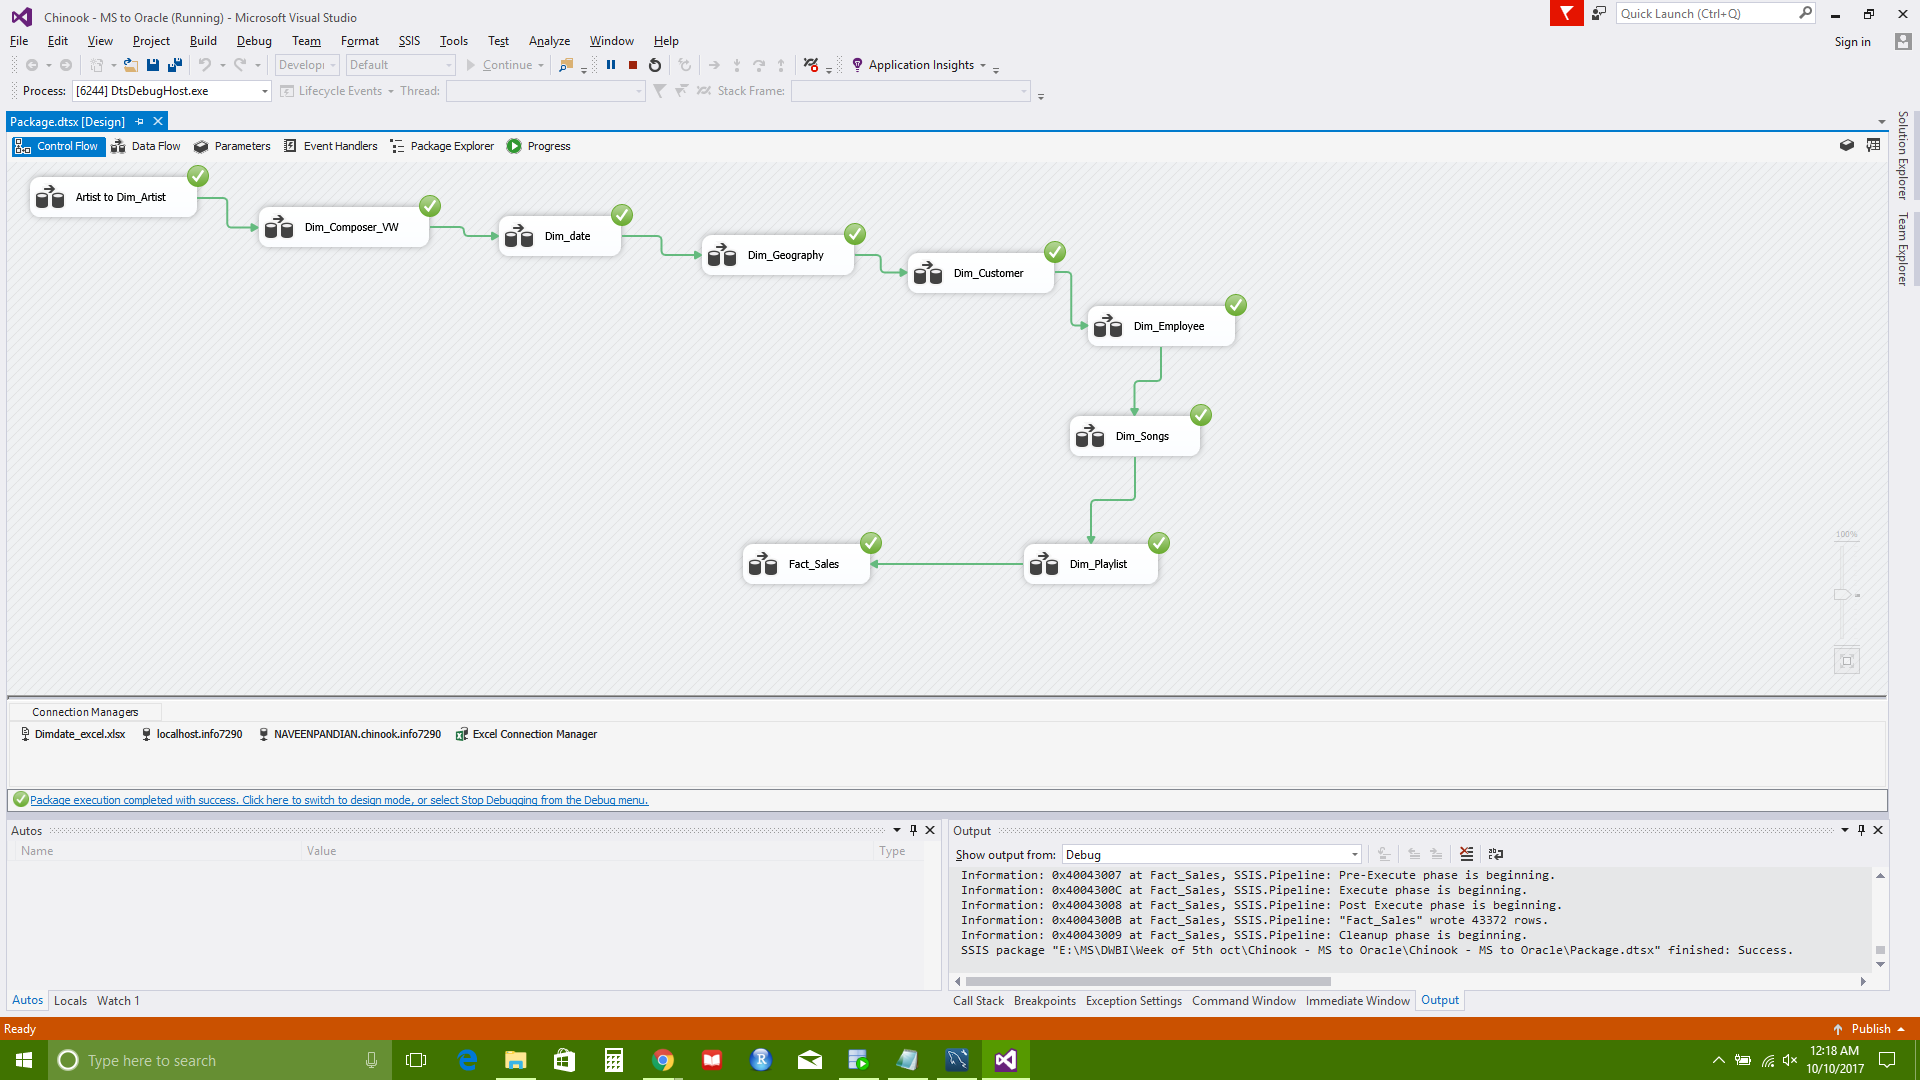 Chinook - MS to Oracle (Running) - Microsoft Visual Studio
Quick Launch (Ctrl+Q)
File Edit View Project Build Debug Team Format SSIS Tools Test Analyze Window Help
Sign in
Developi Default Continue Application Insights
Process: [6244] DtsDebugHost.exe Lifecycle Events Thread: Stack Frame:
Package.dtsx [Design]
Control Flow Data Flow Parameters Event Handlers Package Explorer Progress
Solution Explorer
Team Explorer
Artist to Dim_Artist
Dim_Composer_VW
Dim_date
Dim_Geography
Dim_Customer
Dim_Employee
Dim_Songs
Dim_Playlist
Fact_Sales
100%
Connection Managers
Dimdate_excel.xlsx localhost.info7290 NAVEENPANDIAN.chinook.info7290 Excel Connection Manager
Package execution completed with success. Click here to switch to design mode, or select Stop Debugging from the Debug menu.
Autos
Name Value Type
Autos Locals Watch 1
Output
Show output from: Debug
Information: 0x40043007 at Fact_Sales, SSIS.Pipeline: Pre-Execute phase is beginning.
Information: 0x4004300C at Fact_Sales, SSIS.Pipeline: Execute phase is beginning.
Information: 0x40043008 at Fact_Sales, SSIS.Pipeline: Post Execute phase is beginning.
Information: 0x4004300B at Fact_Sales, SSIS.Pipeline: "Fact_Sales" wrote 43372 rows.
Information: 0x40043009 at Fact_Sales, SSIS.Pipeline: Cleanup phase is beginning.
SSIS package "E:\MS\DWBI\Week of 5th oct\Chinook - MS to Oracle\Chinook - MS to Oracle\Package.dtsx" finished: Success.
Call Stack Breakpoints Exception Settings Command Window Immediate Window Output
Ready
Publish
Type here to search
12:18 AM
10/10/2017